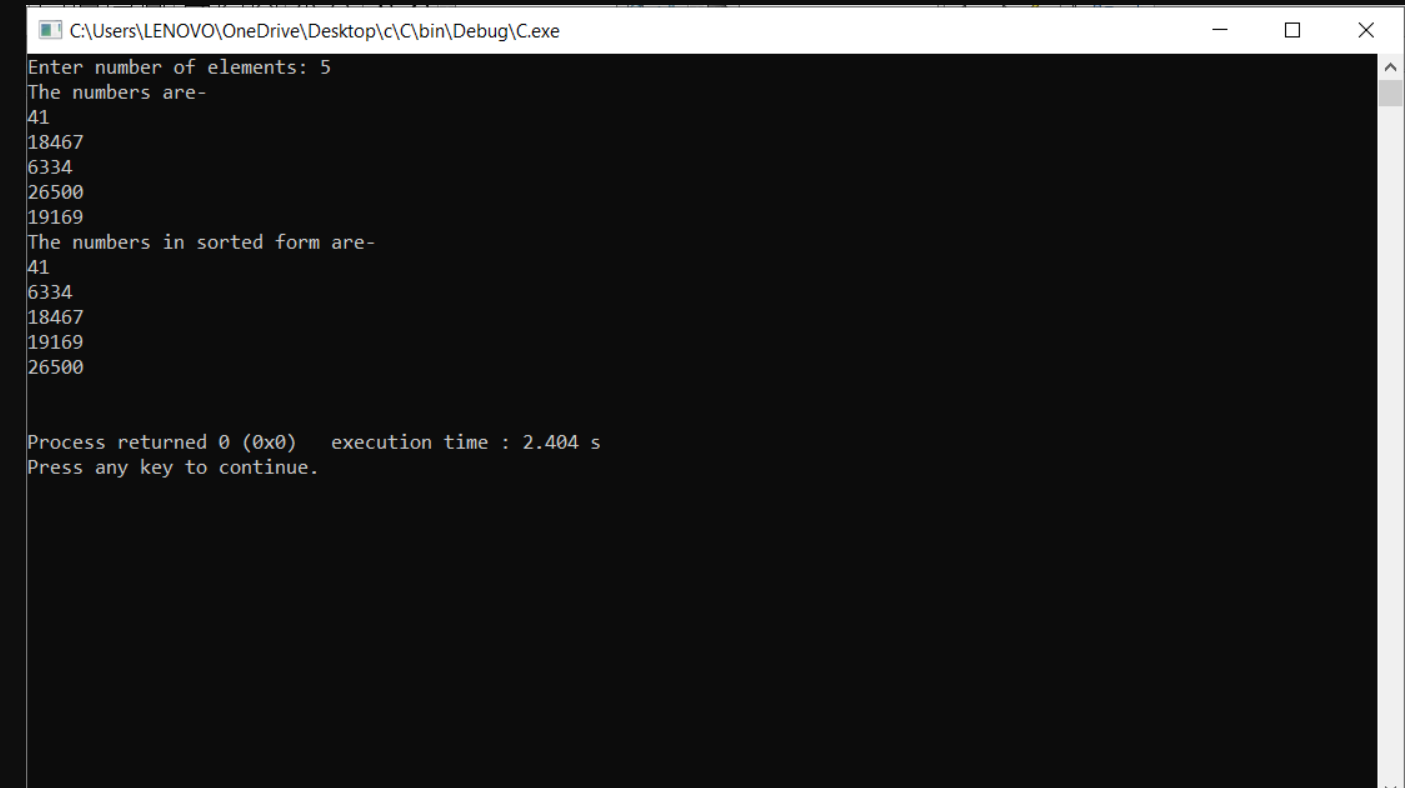 C:\Users\LENOVO\OneDrive\Desktop\c\C\bin\Debug\C.exe
Enter number of elements: 5
The numbers are-
41
18467
6334
26500
19169
The numbers in sorted form are-
41
6334
18467
19169
26500
Process returned 0 (0x0)   execution time : 2.404 s
Press any key to continue.